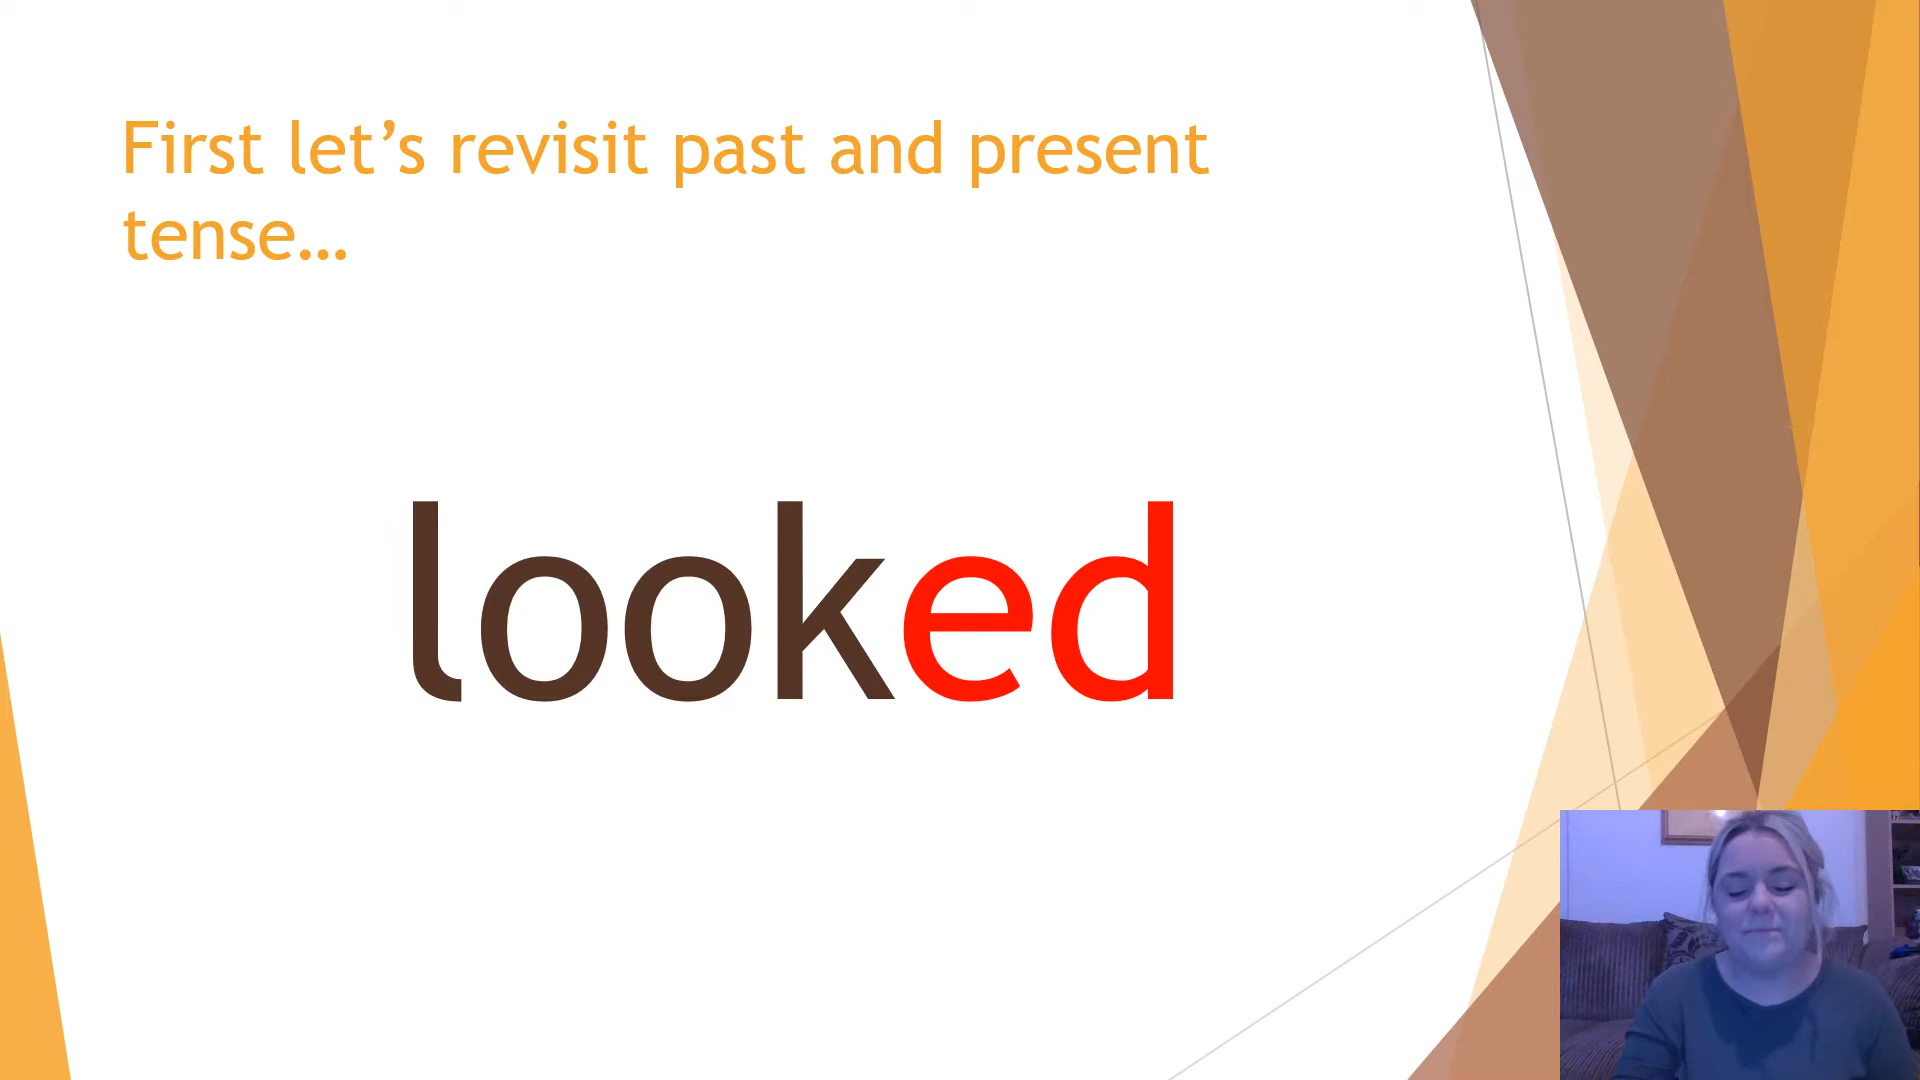 First let’s revisit past and present
tense…
looked